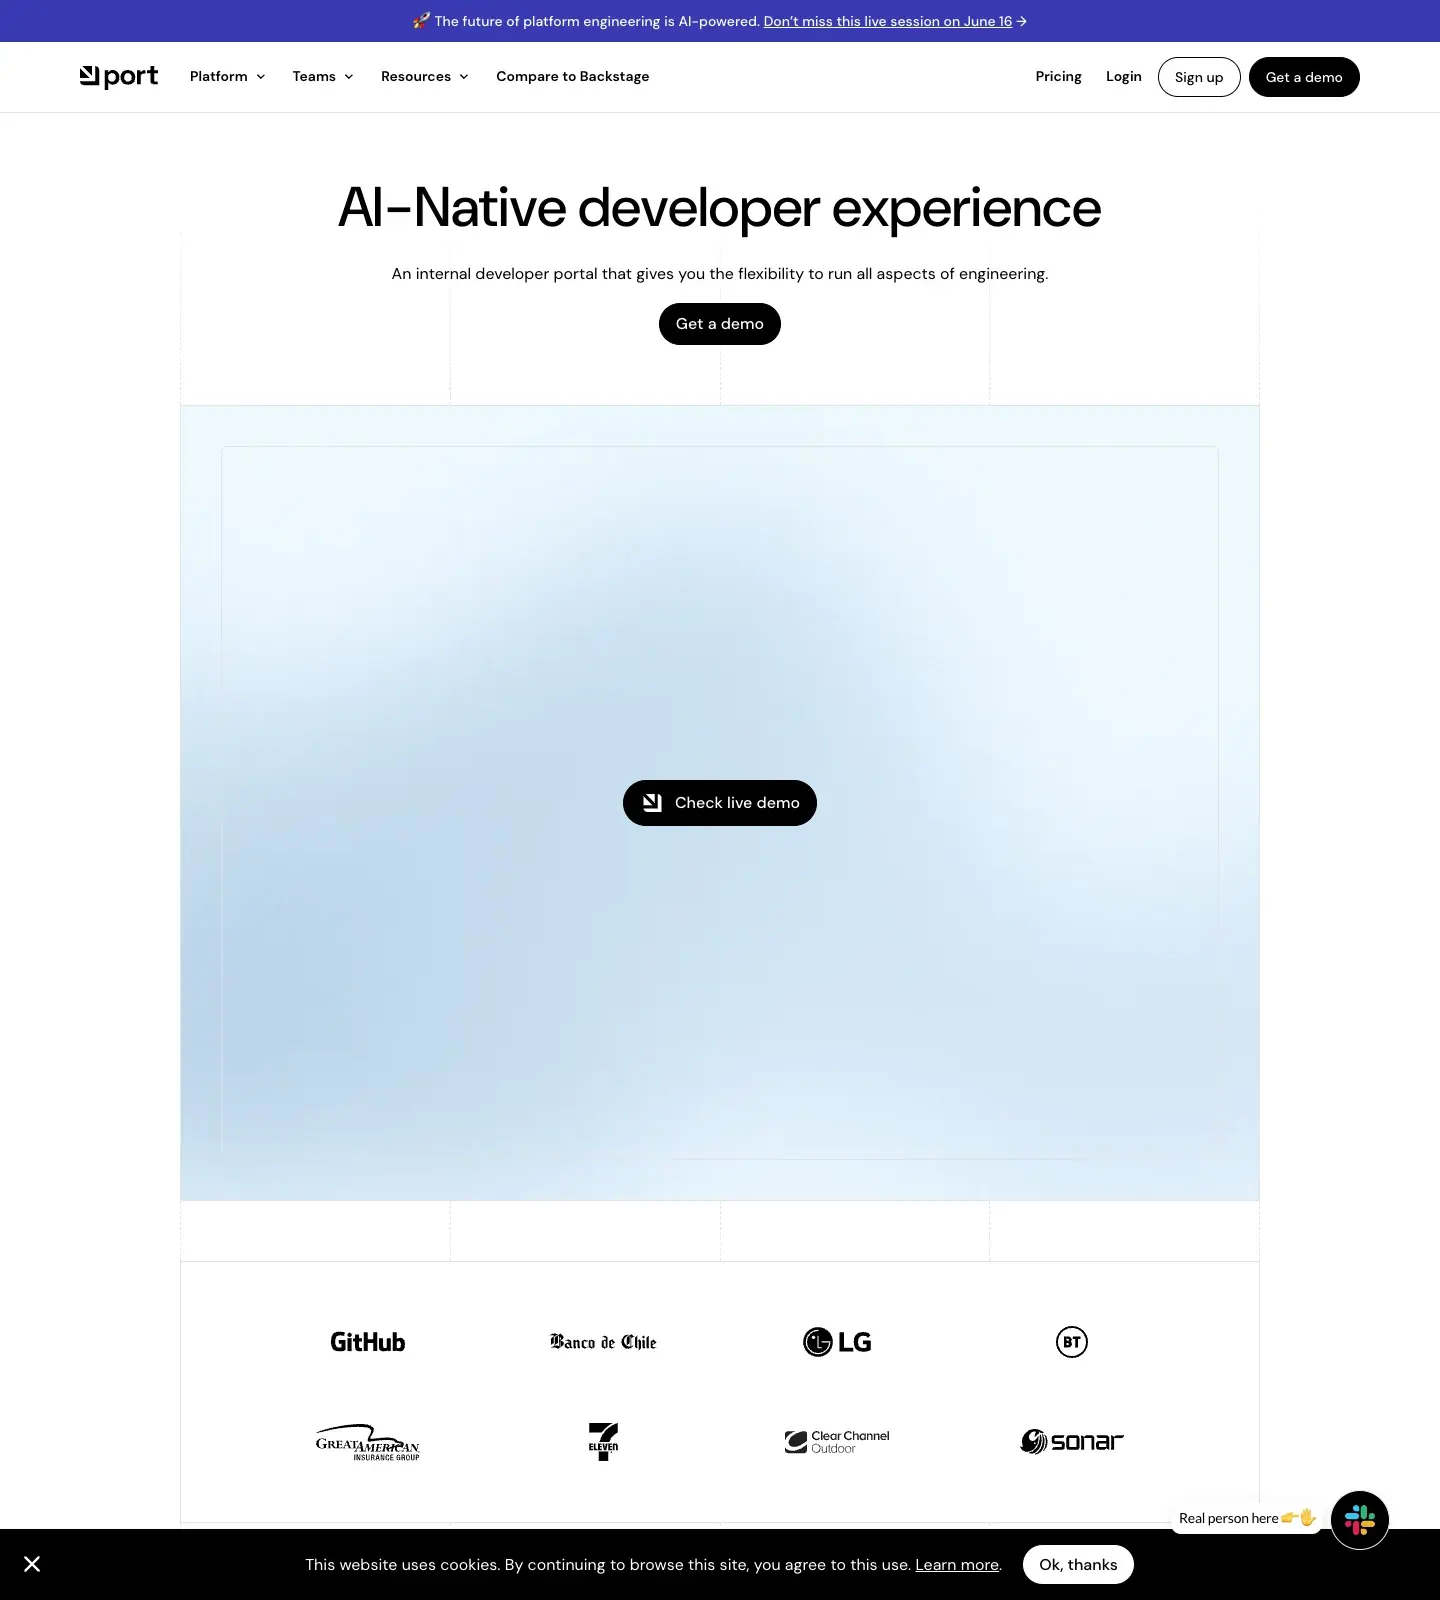 🚀 The future of platform engineering is AI-powered. Don’t miss this live session on June 16 →
port
Platform
Teams
Resources
Compare to Backstage
Pricing
Login
Sign up
Get a demo
AI-Native developer experience
An internal developer portal that gives you the flexibility to run all aspects of engineering.
Get a demo
Check live demo
GitHub
Banco de Chile
LG
BT
GREATAMERICAN
INSURANCE GROUP
7
ELEVEN
Clear Channel
Outdoor
sonar
Real person here 👉✋
This website uses cookies. By continuing to browse this site, you agree to this use. Learn more.
Ok, thanks